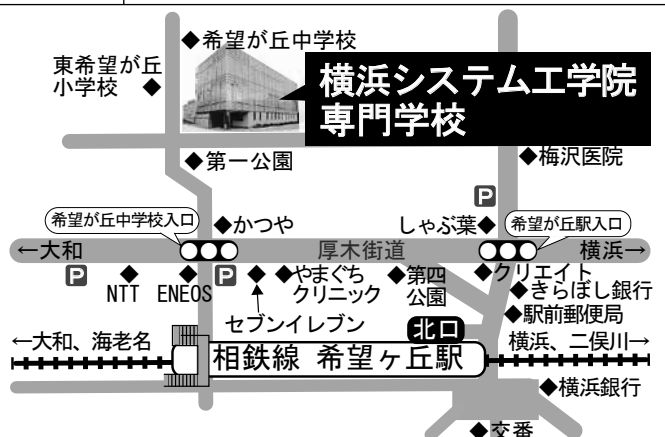 ◆希望が丘中学校
東希望が丘
小学校 ◆
横浜システム工学院
専門学校
◆第一公園
◆梅沢医院
P
希望が丘中学校入口
◆かつや
しゃぶ葉◆
希望が丘駅入口
←大和
厚木街道
横浜→
P
◆
NTT
◆
ENEOS
P
◆
セブンイレブン
◆やまぐち
クリニック
◆第四
公園
◆クリエイト
◆きらぼし銀行
◆駅前郵便局
北口
←大和、海老名
相鉄線 希望ヶ丘駅
横浜、二俣川→
◆横浜銀行
◆交番